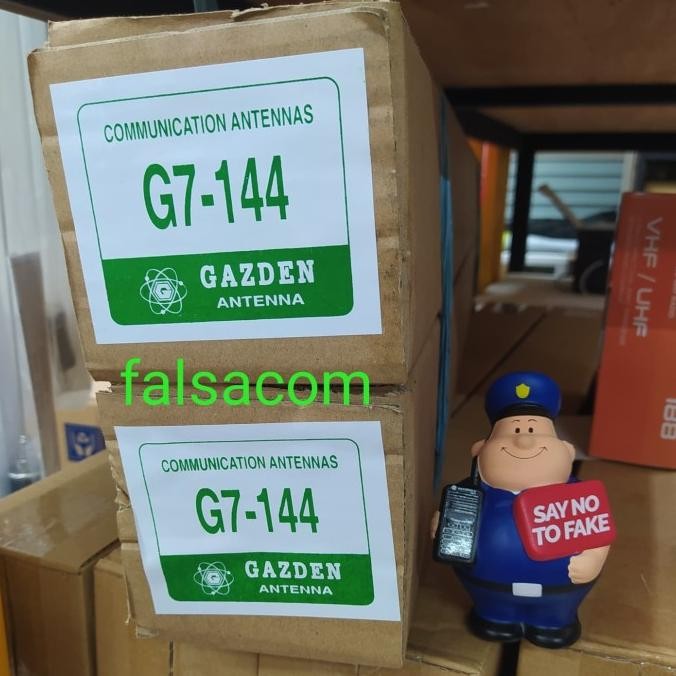 COMMUNICATION ANTENNAS
G7-144
G
GAZDEN
ANTENNA
falsacom
COMMUNICATION ANTENNAS
G7-144
G
GAZDEN
ANTENNA
SAY NO
TO FAKE
VHF / UHF